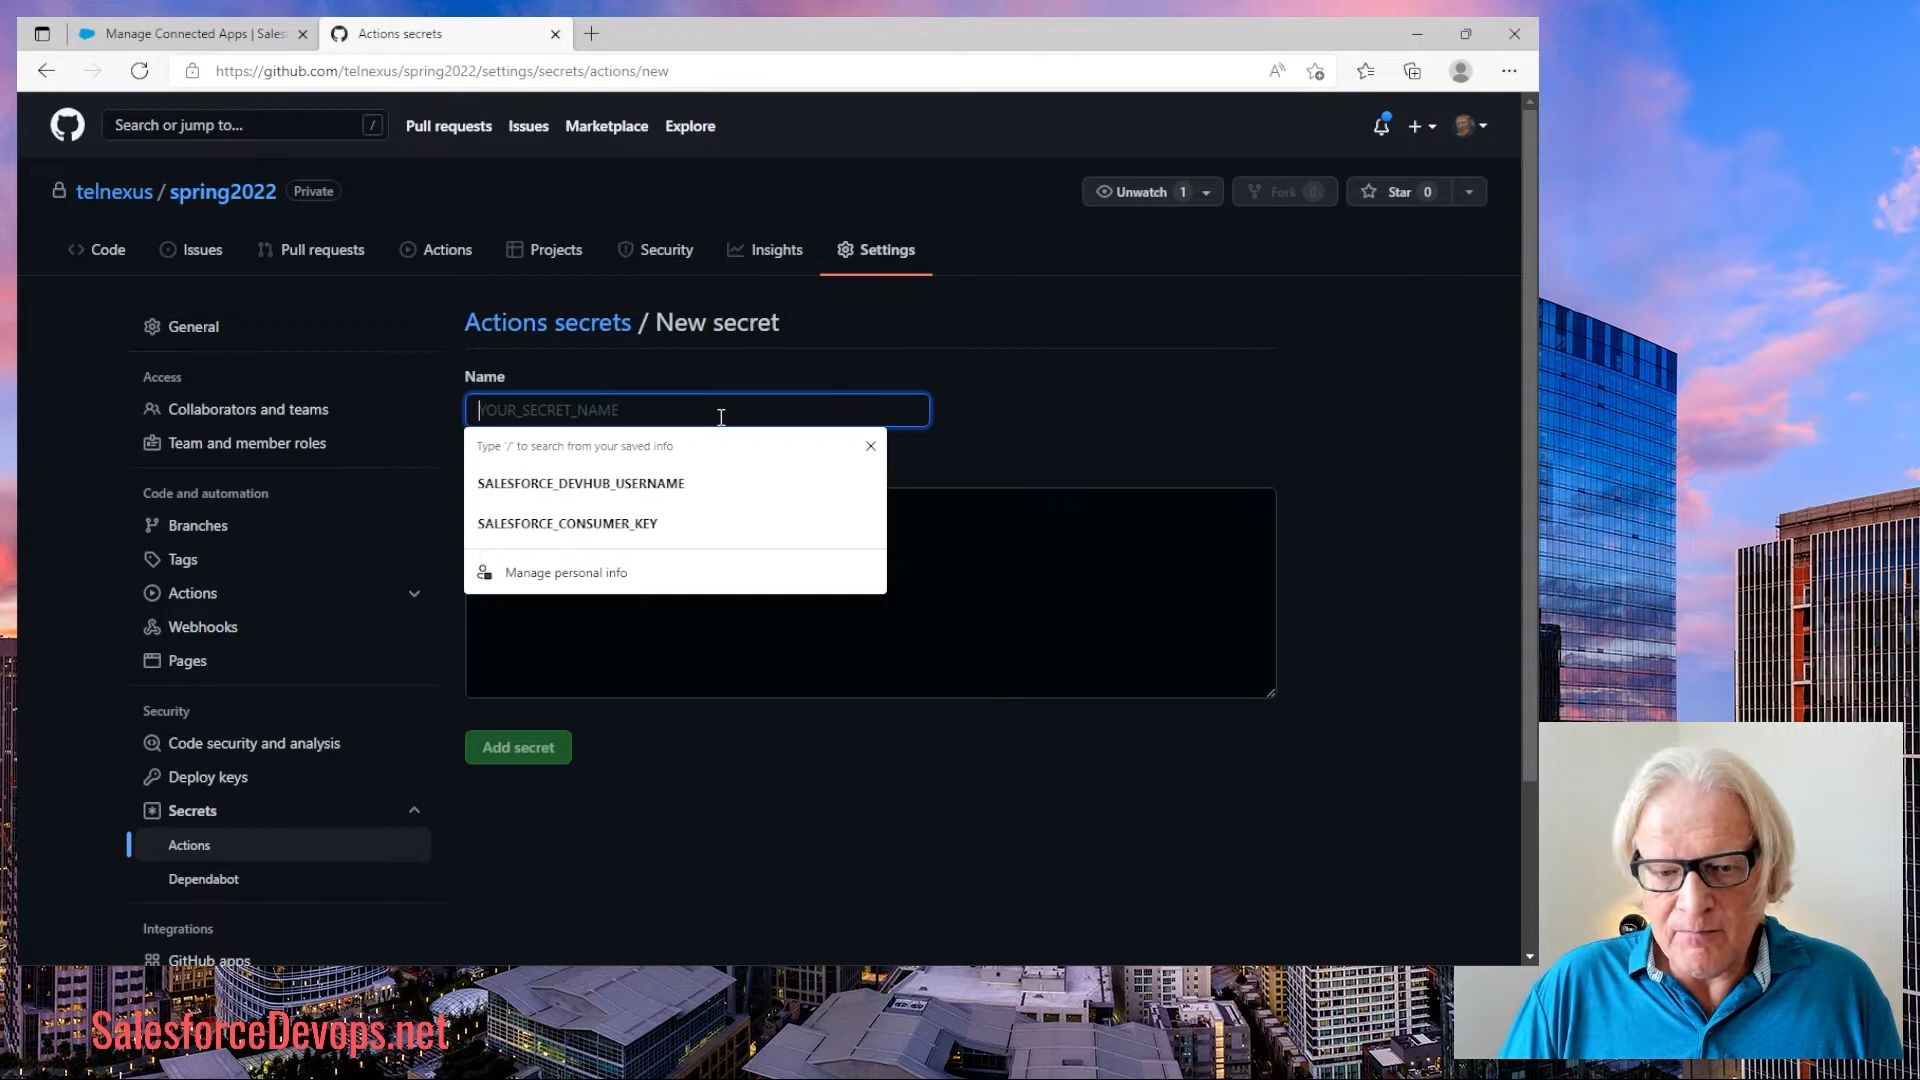 Manage Connected Apps | Sales
Actions secrets
https://github.com/telnexus/spring2022/settings/secrets/actions/new
Search or jump to...
/
Pull requests
Issues
Marketplace
Explore
telnexus / spring2022
Private
Unwatch 1
Fork 0
Star 0
Code
Issues
Pull requests
Actions
Projects
Security
Insights
Settings
General
Access
Collaborators and teams
Team and member roles
Code and automation
Branches
Tags
Actions
Webhooks
Pages
Security
Code security and analysis
Deploy keys
Secrets
Actions
Dependabot
Integrations
GitHub apps
Actions secrets / New secret
Name
YOUR_SECRET_NAME
Type '/' to search from your saved info
SALESFORCE_DEVHUB_USERNAME
SALESFORCE_CONSUMER_KEY
Manage personal info
Add secret
SalesforceDevops.net